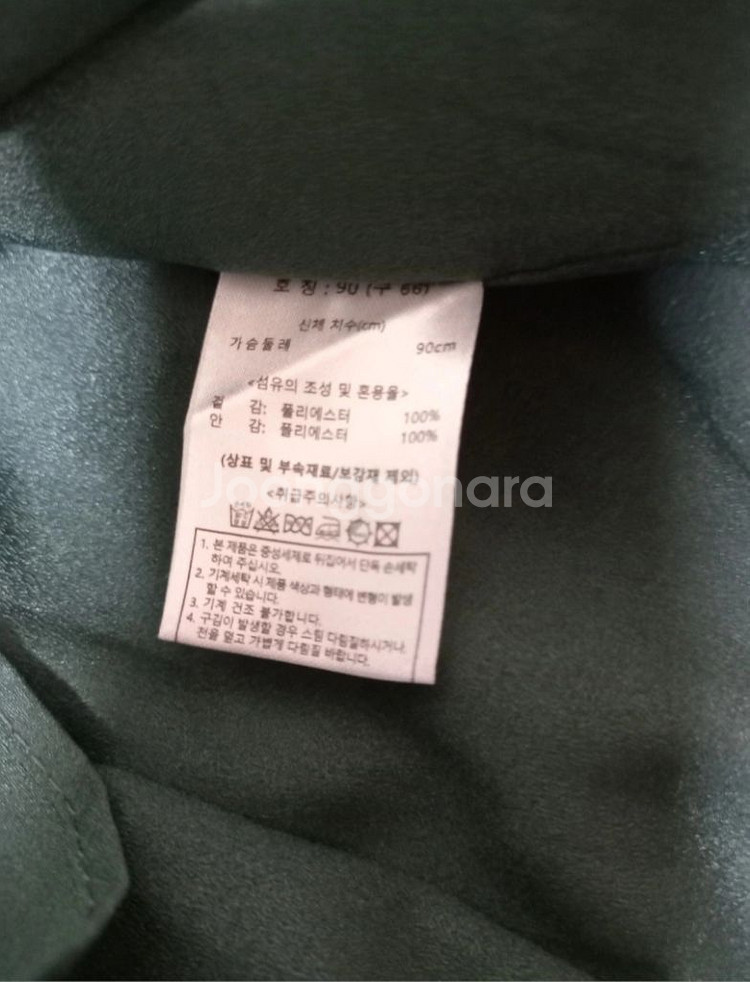 호 칭 : 90 (구 66)
신체 치수(cm)
가슴둘레 90cm
<섬유의 조성 및 혼용율>
겉 감: 폴리에스터 100%
안 감: 폴리에스터 100%
(상표 및 부속재료/보강재 제외)
Joonggonara
<취급주의사항>
1. 본 제품은 중성세제로 뒤집어서 단독 손세탁
하여 주십시오.
2. 기계세탁 시 제품 색상과 형태에 변형이 발생
할 수 있습니다.
3. 기계 건조 불가합니다.
4. 구김이 발생할 경우 스팀 다림질하시거나,
천을 덮고 가볍게 다림질 바랍니다.